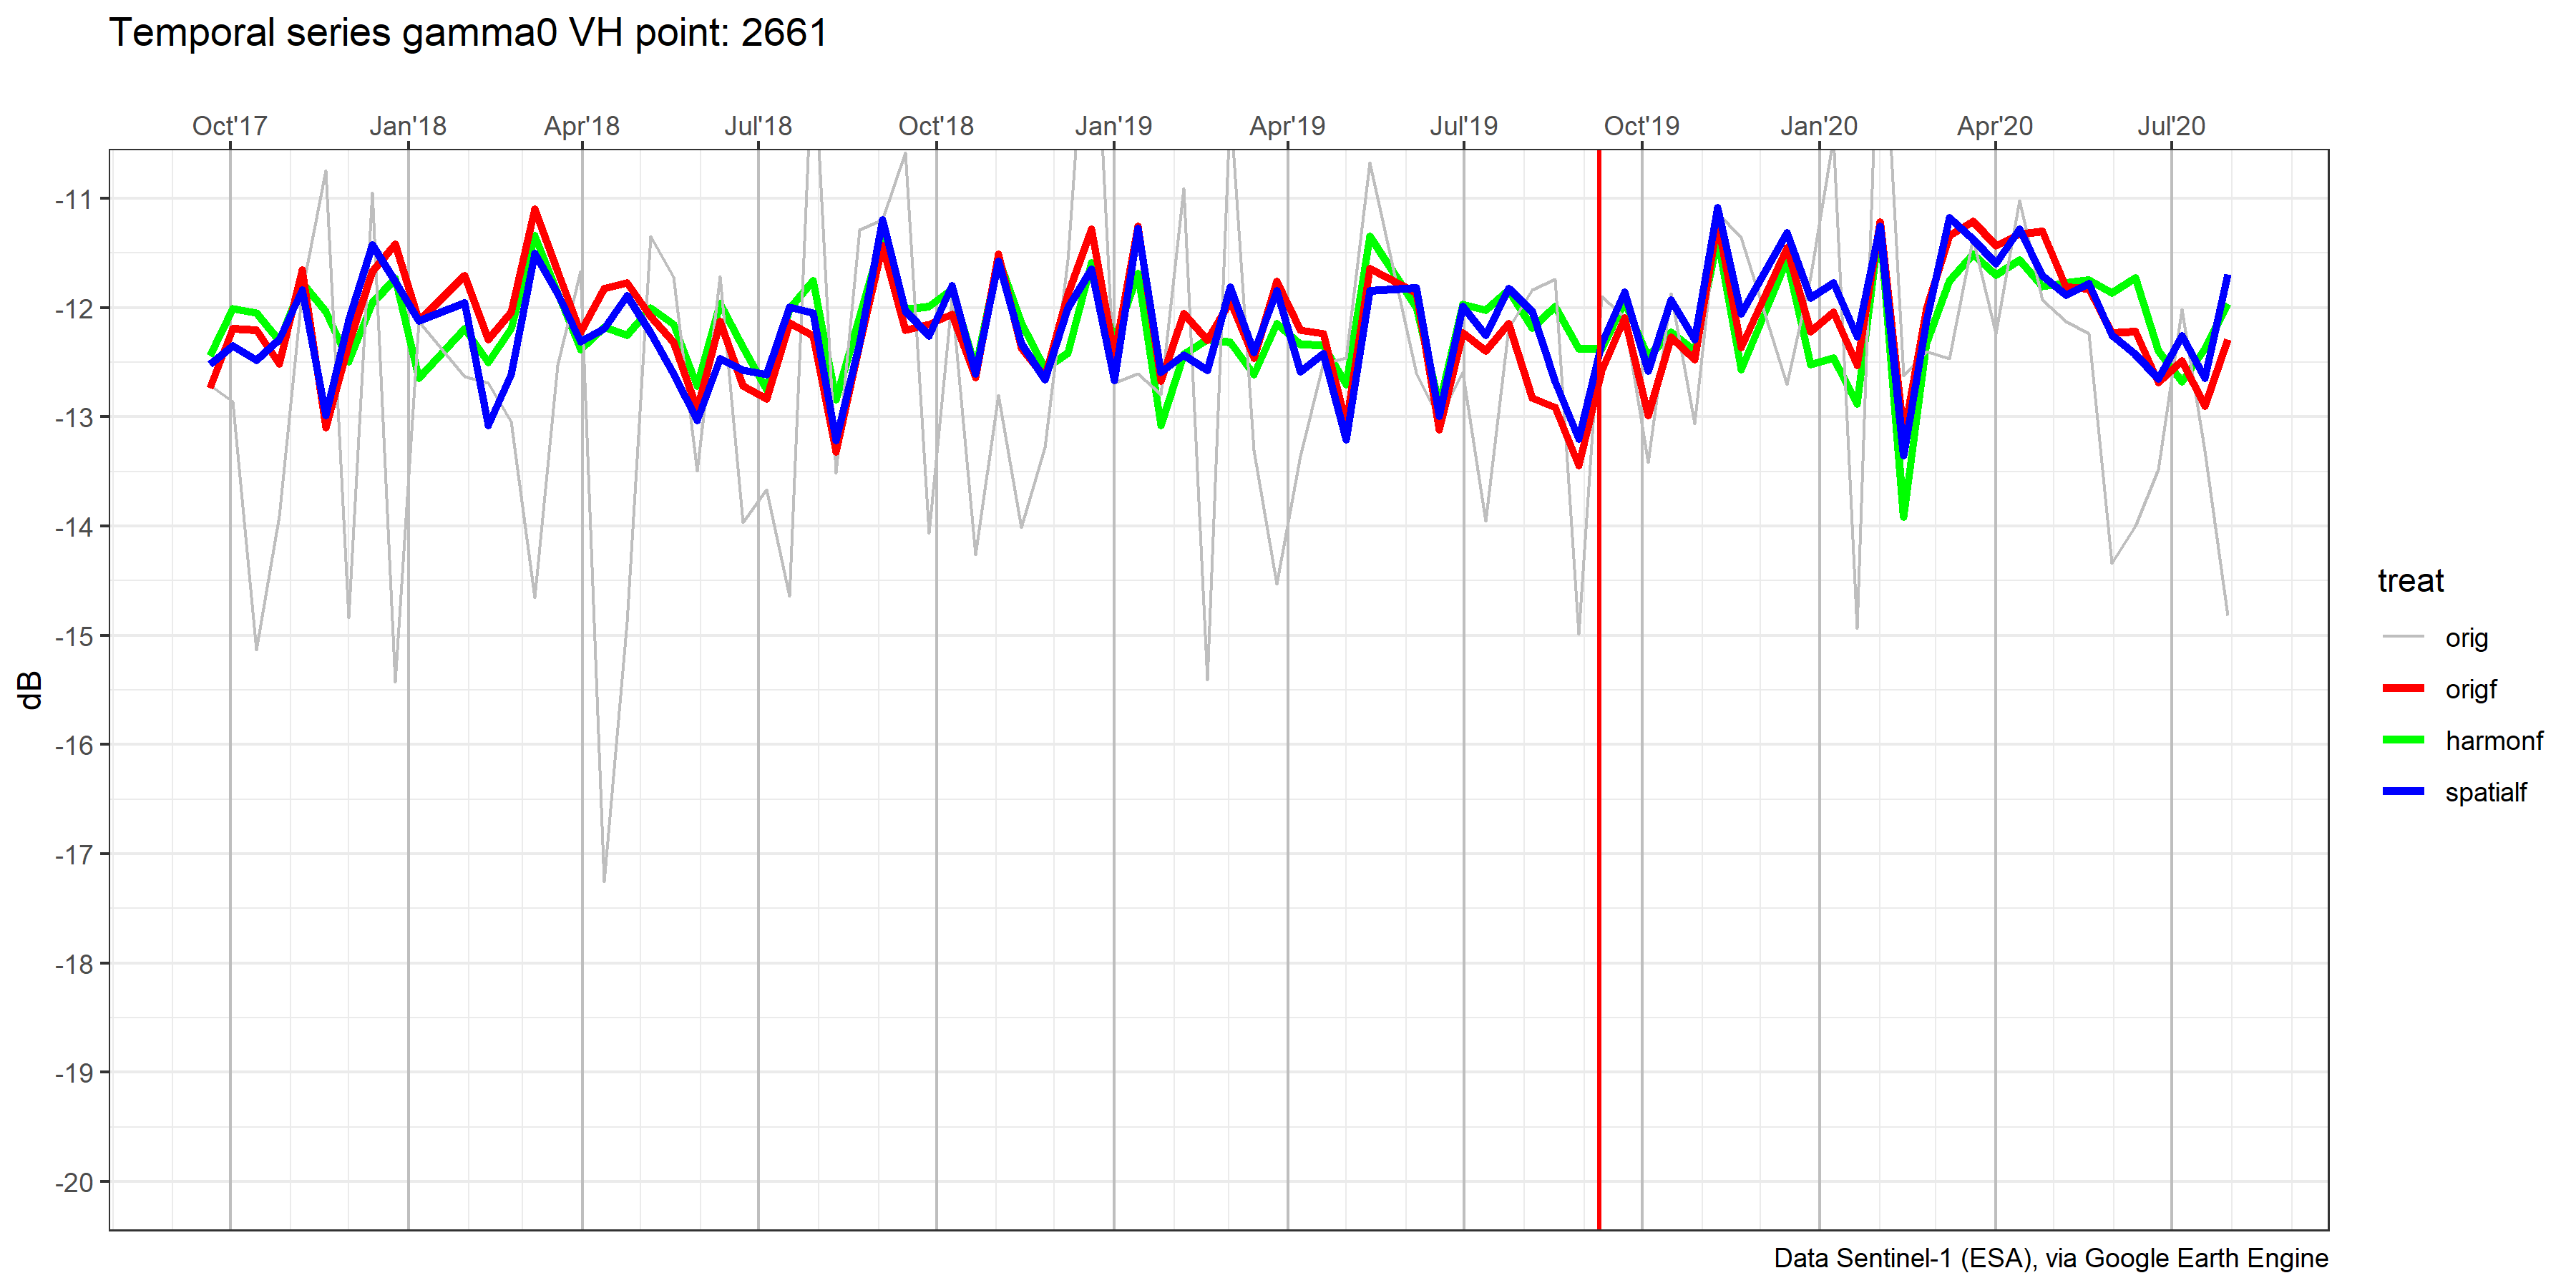 Temporal series gamma0 VH point: 2661
Oct'17 Jan'18 Apr'18 Jul'18 Oct'18 Jan'19 Apr'19 Jul'19 Oct'19 Jan'20 Apr'20 Jul'20
-11
-12
-13
-14
-15
-16
-17
-18
-19
-20
dB
treat
orig
origf
harmonf
spatialf
Data Sentinel-1 (ESA), via Google Earth Engine